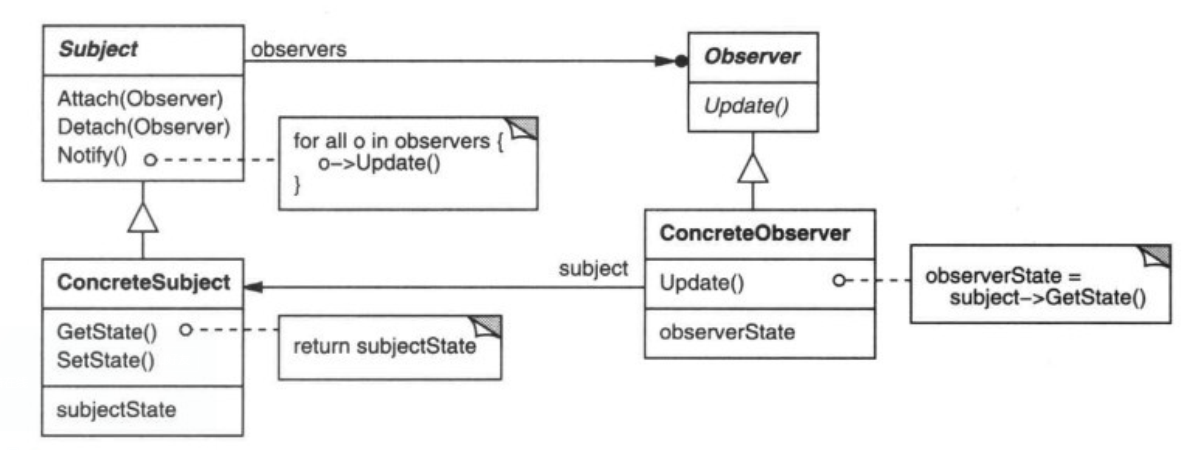 Subject
Attach(Observer)
Detach(Observer)
Notify()
observers
for all o in observers {
o–>Update()
}
Observer
Update()
ConcreteSubject
GetState()
SetState()
subjectState
return subjectState
subject
ConcreteObserver
Update()
observerState
observerState =
subject–>GetState()